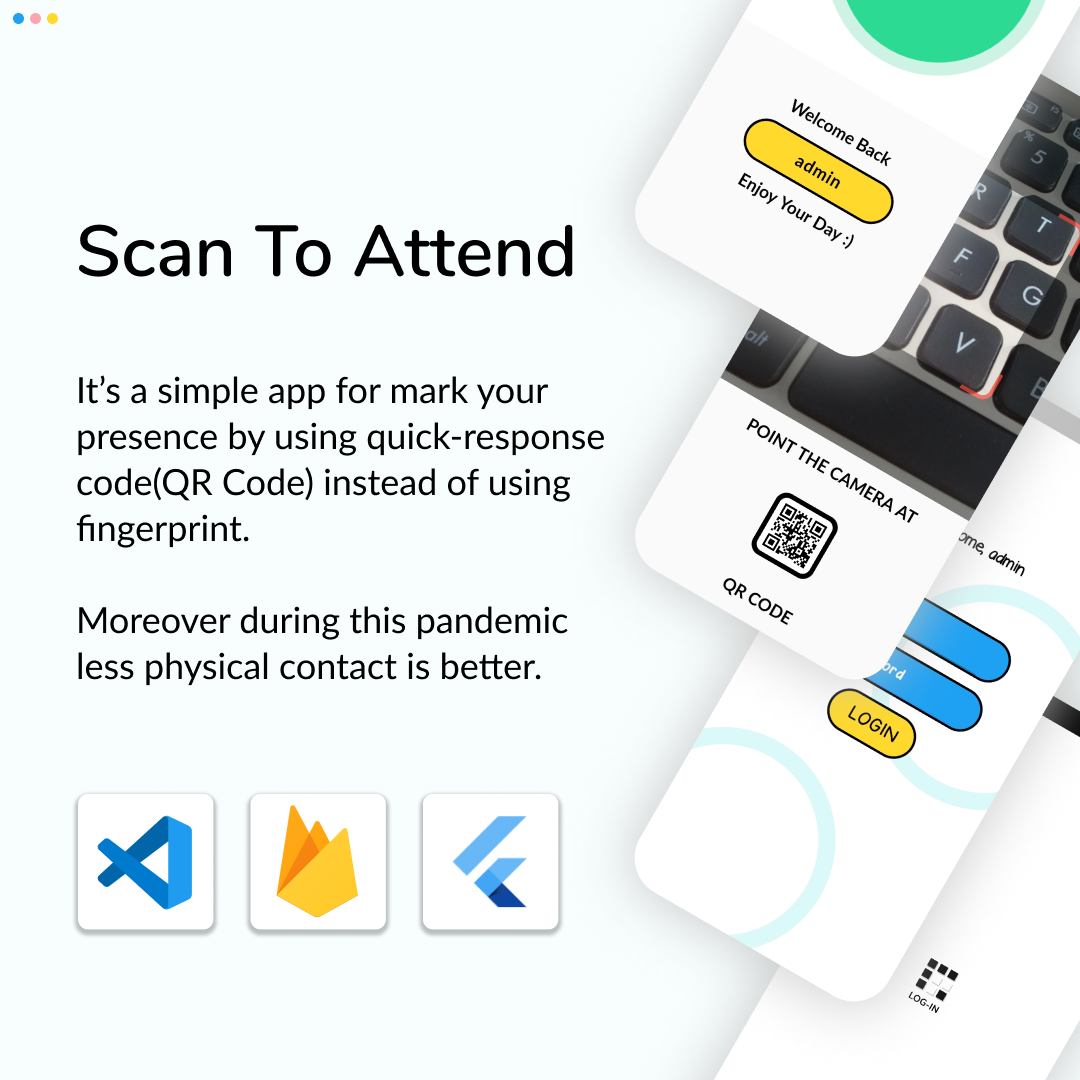 Scan To Attend
It’s a simple app for mark your
presence by using quick-response
code(QR Code) instead of using
fingerprint.
Moreover during this pandemic
less physical contact is better.
Welcome Back
admin
Enjoy Your Day :)
5
%
R
T
F
G
V
B
alt
POINT THE CAMERA AT
QR CODE
ome, admin
ord
LOGIN
LOG-IN